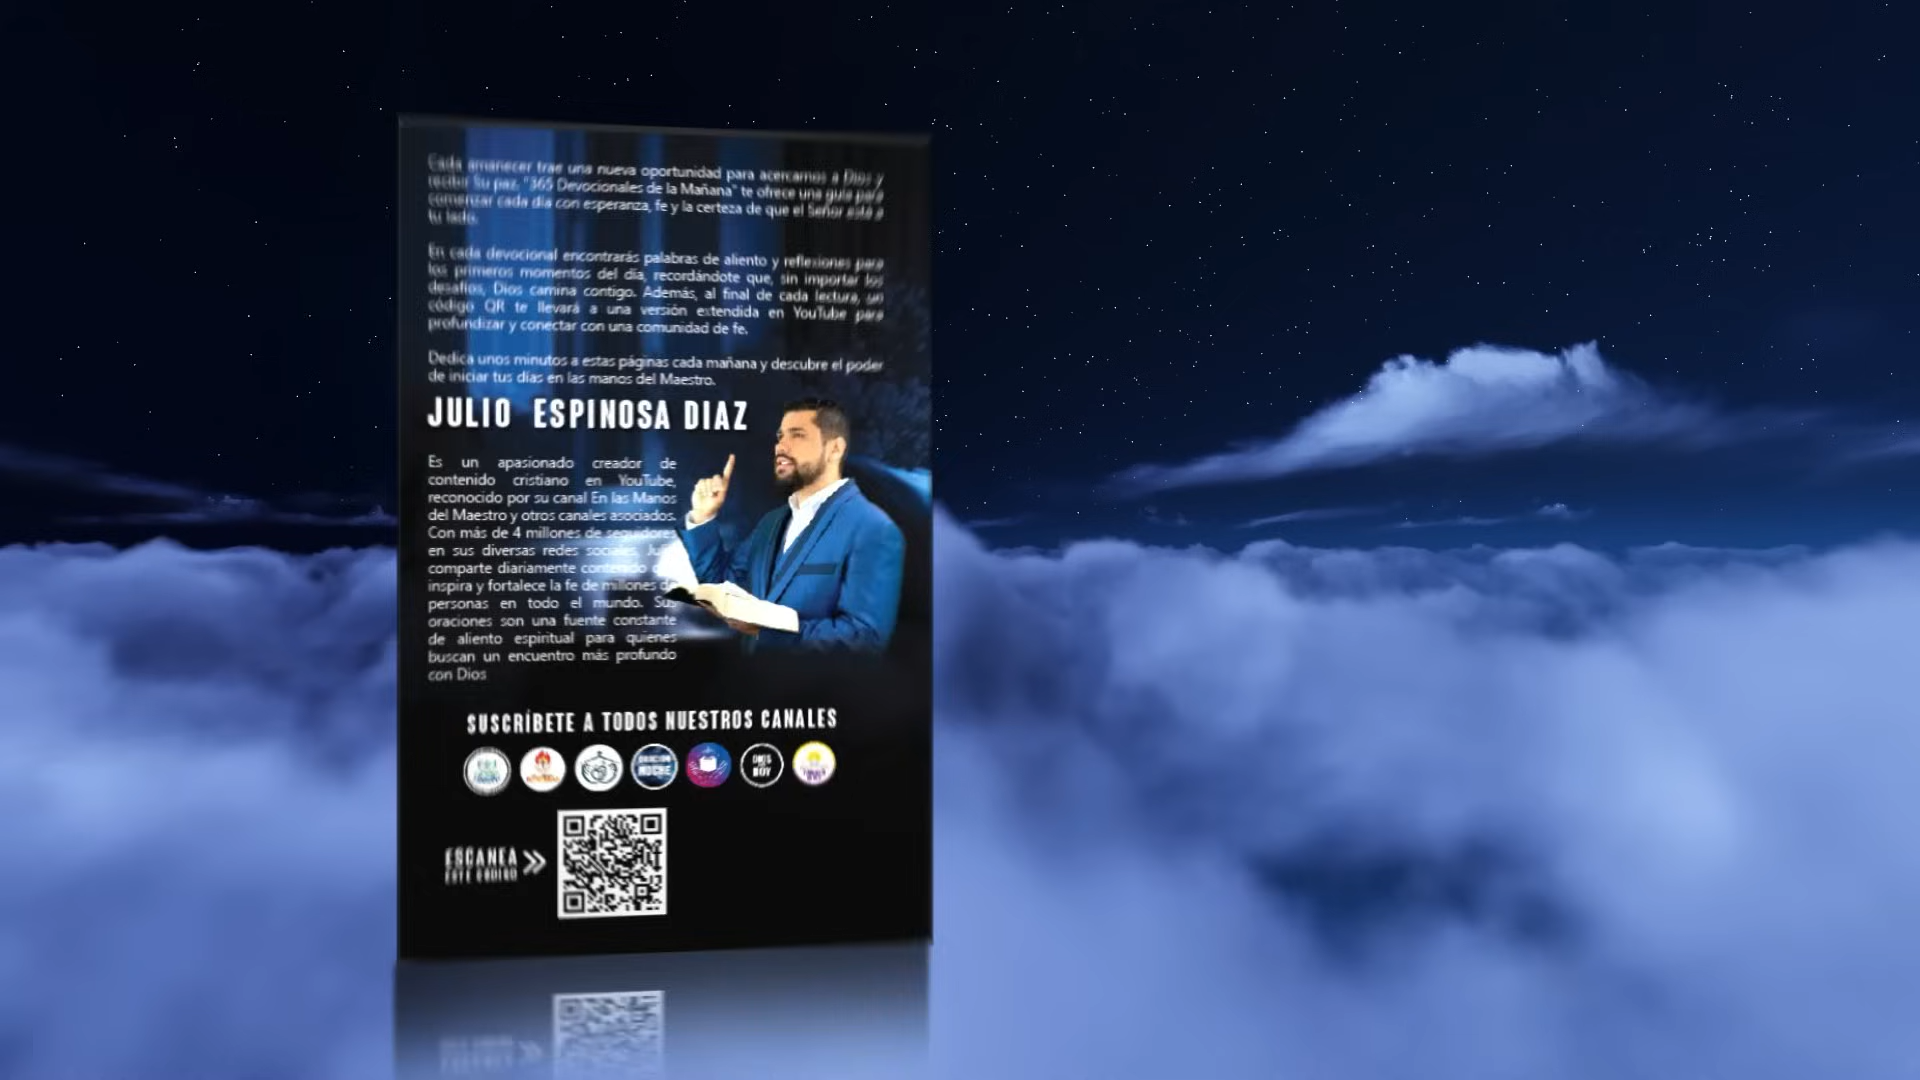 Cada amanecer trae una nueva oportunidad para acercarnos a Dios y
recibir Su paz. "365 Devocionales de la Mañana" te ofrece una guía para
comenzar cada día con esperanza, fe y la certeza de que el Señor está a
tu lado.
En cada devocional encontrarás palabras de aliento y reflexiones para
los primeros momentos del día, recordándote que, sin importar los
desafíos, Dios camina contigo. Además, al final de cada lectura, un
código QR te llevará a una versión extendida en YouTube para
profundizar y conectar con una comunidad de fe.
Dedica unos minutos a estas páginas cada mañana y descubre el poder
de iniciar tus días en las manos del Maestro.
JULIO ESPINOSA DIAZ
Es un apasionado creador de
contenido cristiano en YouTube,
reconocido por su canal En las Manos
del Maestro y otros canales asociados.
Con más de 4 millones de seguidores
en sus diversas redes sociales,
comparte diariamente contenido
inspira y fortalece la fe de millones de
personas en todo el mundo. Sus
oraciones son una fuente constante
de aliento espiritual para quienes
buscan un encuentro más profundo
con Dios
SUSCRÍBETE A TODOS NUESTROS CANALES
NOCHE
DIOS
HOY
ESCANEA
ESTE CÓDIGO